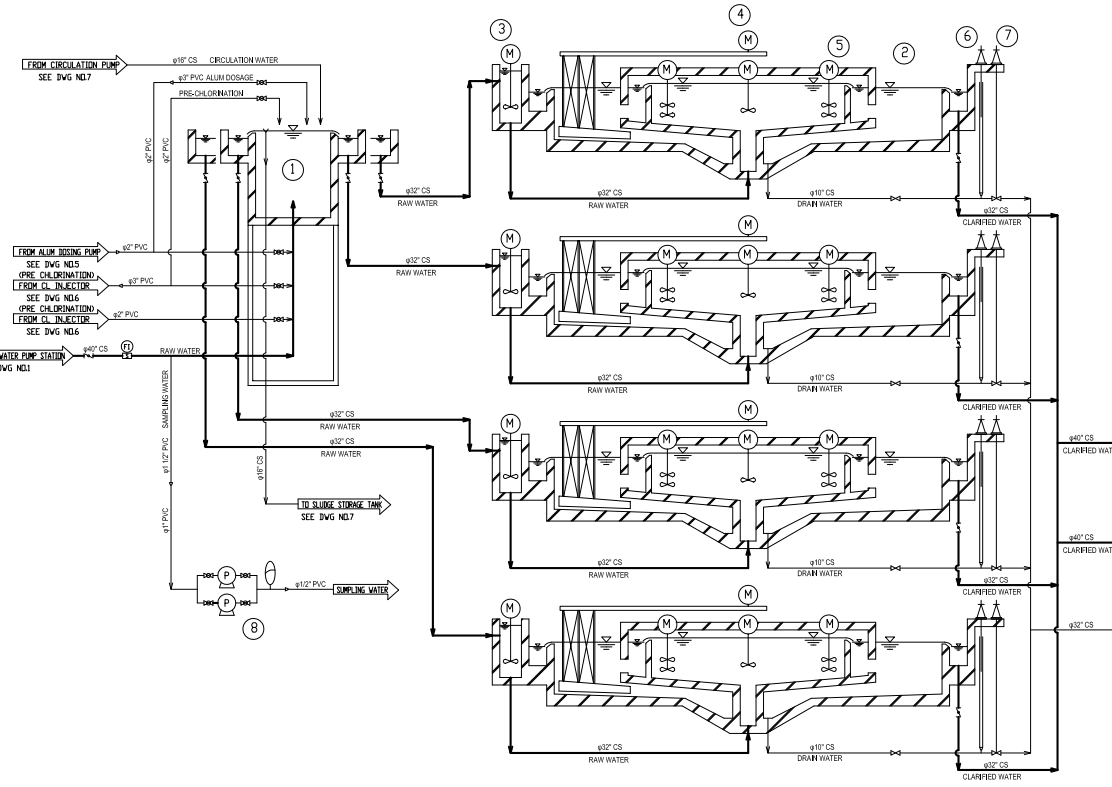 3
4
5
2
6
7
M
M
M
M
M
φ16" CS CIRCULATION WATER
FROM CIRCULATION PUMP
SEE DWG NO.7
φ3" PVC ALUM DOSAGE
PRE-CHLORINATION
φ2" PVC
φ2" PVC
1
φ32" CS
RAW WATER
φ32" CS
RAW WATER
φ10" CS
DRAIN WATER
φ32" CS
CLARIFIED WATER
FROM ALUM DOSING PUMP
φ2" PVC
SEE DWG NO.5
(PRE CHLORINATION)
FROM CL INJECTOR
φ3" PVC
SEE DWG NO.6
(PRE CHLORINATION)
FROM CL INJECTOR
φ2" PVC
SEE DWG NO.6
WATER PUMP STATION
DWG NO.1
φ40" CS
FI
S
RAW WATER
φ32" CS
RAW WATER
M
M
M
M
M
φ32" CS
RAW WATER
φ10" CS
DRAIN WATER
φ32" CS
CLARIFIED WATER
SAMPLING WATER
φ1 1/2" PVC
φ1" PVC
φ16" CS
φ32" CS
RAW WATER
φ32" CS
RAW WATER
M
M
M
M
M
φ40" CS
CLARIFIED WAT
TO SLUDGE STORAGE TANK
SEE DWG NO.7
φ40" CS
CLARIFIED WAT
φ32" CS
RAW WATER
φ10" CS
DRAIN WATER
φ32" CS
CLARIFIED WATER
P
P
φ1/2" PVC
SUMPLING WATER
8
M
M
M
M
M
φ32" CS
φ32" CS
RAW WATER
φ10" CS
DRAIN WATER
φ32" CS
CLARIFIED WATER